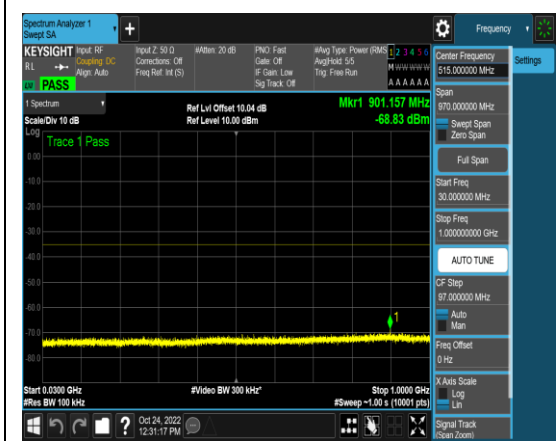 Spectrum Analyzer 1
Swept SA
+
Frequency
KEYSIGHT
RL
PASS
Input: RF
Coupling: DC
Align: Auto
Input Z: 50 Ω
Corrections: Off
Freq Ref: Int (S)
#Atten: 20 dB
PNO: Fast
Gate: Off
IF Gain: Low
Sig Track: Off
#Avg Type: Power (RMS
Avg|Hold: 5/5
Trig: Free Run
1 2 3 4 5 6
M W W W W W
A A A A A A
1 Spectrum
Scale/Div 10 dB
Log
Ref Lvl Offset 10.04 dB
Ref Level 10.00 dBm
Mkr1 901.157 MHz
-68.83 dBm
Trace 1 Pass
0.00
-10.0
-20.0
-30.0
-40.0
-50.0
-60.0
-70.0
-80.0
1
Start 0.0300 GHz
#Res BW 100 kHz
#Video BW 300 kHz*
Stop 1.0000 GHz
#Sweep ~1.00 s (10001 pts)
Center Frequency
515.000000 MHz
Settings
Span
970.000000 MHz
Swept Span
Zero Span
Full Span
Start Freq
30.000000 MHz
Stop Freq
1.000000000 GHz
AUTO TUNE
CF Step
97.000000 MHz
Auto
Man
Freq Offset
0 Hz
X Axis Scale
Log
Lin
Signal Track
(Span Zoom)
?
Oct 24, 2022
12:31:17 PM